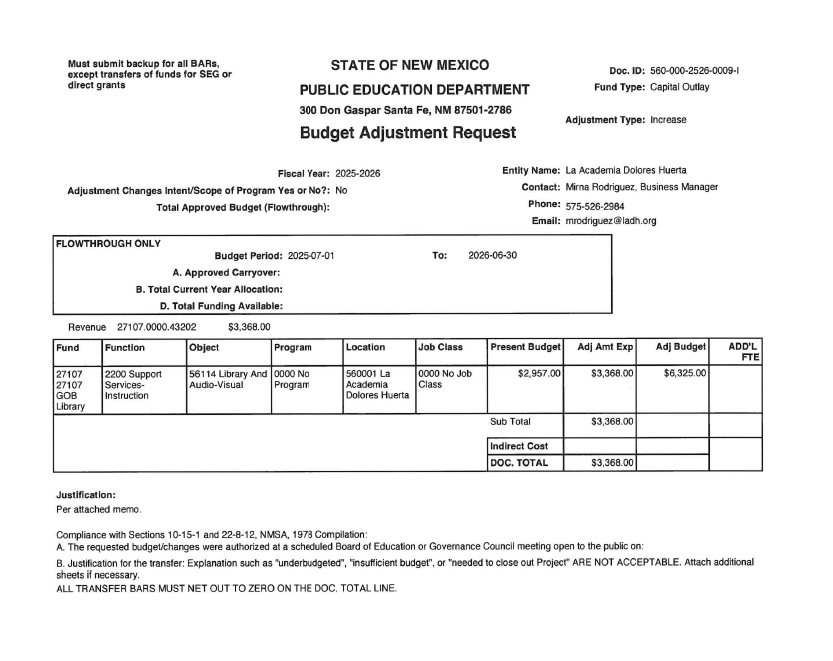 Must submit backup for all BARs,
except transfers of funds for SEG or
direct grants
STATE OF NEW MEXICO
PUBLIC EDUCATION DEPARTMENT
300 Don Gaspar Santa Fe, NM 87501-2786
Budget Adjustment Request
Doc. ID: 560-000-2526-0009-I
Fund Type: Capital Outlay
Adjustment Type: Increase
Fiscal Year: 2025-2026
Adjustment Changes Intent/Scope of Program Yes or No?: No
Total Approved Budget (Flowthrough):
Entity Name: La Academia Dolores Huerta
Contact: Mirna Rodriguez, Business Manager
Phone: 575-526-2984
Email: mrodriguez@ladh.org
FLOWTHROUGH ONLY
Budget Period: 2025-07-01 To: 2026-06-30
A. Approved Carryover:
B. Total Current Year Allocation:
D. Total Funding Available:
Revenue 27107.0000.43202 $3,368.00
Fund Function Object Program Location Job Class Present Budget Adj Amt Exp Adj Budget ADD'L
FTE
27107 2200 Support 56114 Library And 0000 No 560001 La 0000 No Job $2,957.00 $3,368.00 $6,325.00
27107 Services- Audio-Visual Program Academia Class
GOB Instruction Dolores Huerta
Library
Sub Total $3,368.00
Indirect Cost
DOC. TOTAL $3,368.00
Justification:
Per attached memo.
Compliance with Sections 10-15-1 and 22-8-12, NMSA, 1978 Compilation:
A. The requested budget/changes were authorized at a scheduled Board of Education or Governance Council meeting open to the public on:
B. Justification for the transfer: Explanation such as "underbudgeted", "insufficient budget", or "needed to close out Project" ARE NOT ACCEPTABLE. Attach additional
sheets if necessary.
ALL TRANSFER BARS MUST NET OUT TO ZERO ON THE DOC. TOTAL LINE.